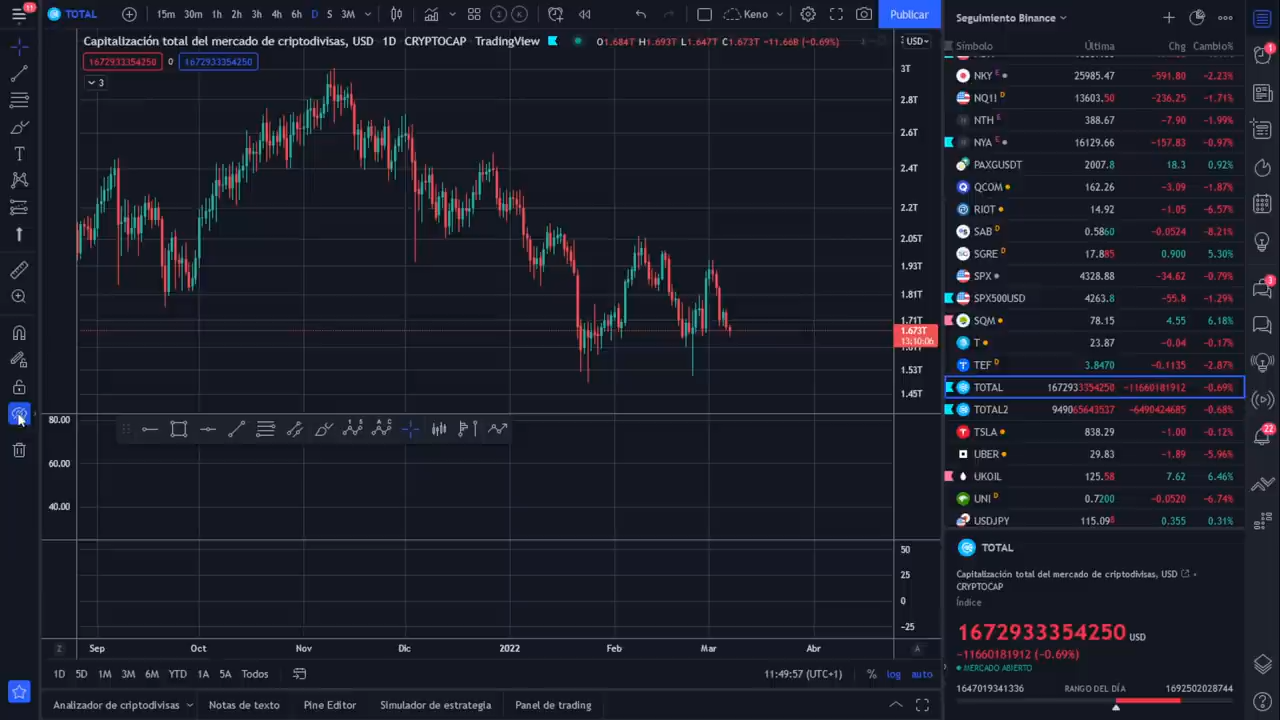 11
TOTAL
15m 30m 1h 2h 3h 4h 6h D S 3M
Keno
Publicar
Capitalización total del mercado de criptodivisas, USD 1D CRYPTOCAP TradingView O1.684T H1.693T L1.647T C1.673T −11.66B (−0.69%)
USD
1672933354250 0 1672933354250
3
3T
2.8T
2.6T
2.4T
2.2T
2.05T
1.93T
1.81T
1.71T
1.673T
13:10:06
1.53T
1.45T
80.00
60.00
40.00
50
25
0
−25
Z Sep Oct Nov Dic 2022 Feb Mar Abr A
1D 5D 1M 3M 6M YTD 1A 5A Todos
11:49:57 (UTC+1) % log auto
Analizador de criptodivisas Notas de texto Pine Editor Simulador de estrategia Panel de trading
Seguimiento Binance
Símbolo Última Chg Cambio%
NKY E 25985.47 −591.80 −2.23%
NQ1! D 13603.50 −236.25 −1.71%
NTH E 388.67 −7.90 −1.99%
NYA E 16129.66 −157.83 −0.97%
PAXGUSDT 2007.8 18.3 0.92%
QCOM 162.26 −3.09 −1.87%
RIOT 14.92 −1.05 −6.57%
SAB D 0.5860 −0.0524 −8.21%
SGRE D 17.885 0.900 5.30%
SPX 4328.88 −34.62 −0.79%
SPX500USD 4263.8 −55.8 −1.29%
SQM 78.15 4.55 6.18%
T 23.87 −0.04 −0.17%
TEF D 3.8470 −0.1135 −2.87%
TOTAL 1672933354250 −11660181912 −0.69%
TOTAL2 949065643537 −6490424685 −0.68%
TSLA 838.29 −1.00 −0.12%
UBER 29.83 −1.89 −5.96%
UKOIL 125.58 7.62 6.46%
UNI D 0.7200 −0.0520 −6.74%
USDJPY 115.098 0.355 0.31%
TOTAL
Capitalización total del mercado de criptodivisas, USD
CRYPTOCAP
Índice
1672933354250 USD
−11660181912 (−0.69%)
MERCADO ABIERTO
1647019341336 RANGO DEL DÍA 1692502028744
1
3
22